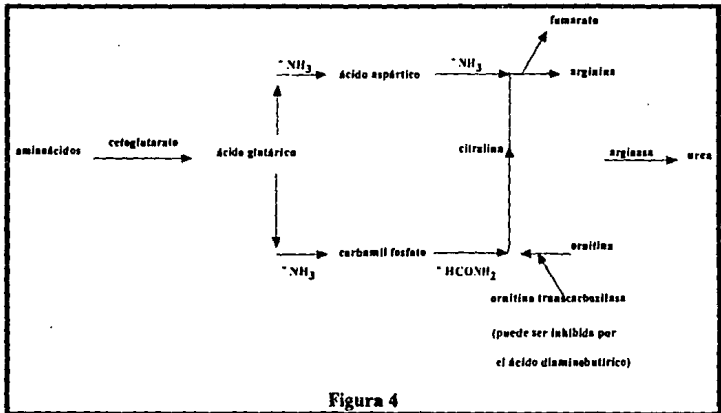 fumarato
⁺NH₃ ácido aspártico ⁺NH₃ arginina
aminoácidos cetoglutarato ácido glutárico citrulina arginasa urea
carbamil fosfato ornitina
⁺NH₃ ⁺HCONH₂
ornitina transcarboxilasa
(puede ser inhibida por
el ácido diaminobutírico)
Figura 4